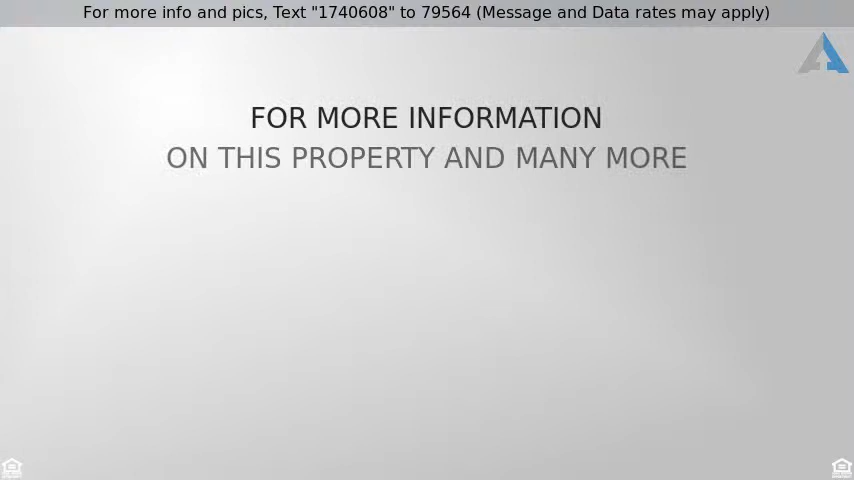 For more info and pics, Text "1740608" to 79564 (Message and Data rates may apply)
FOR MORE INFORMATION
ON THIS PROPERTY AND MANY MORE